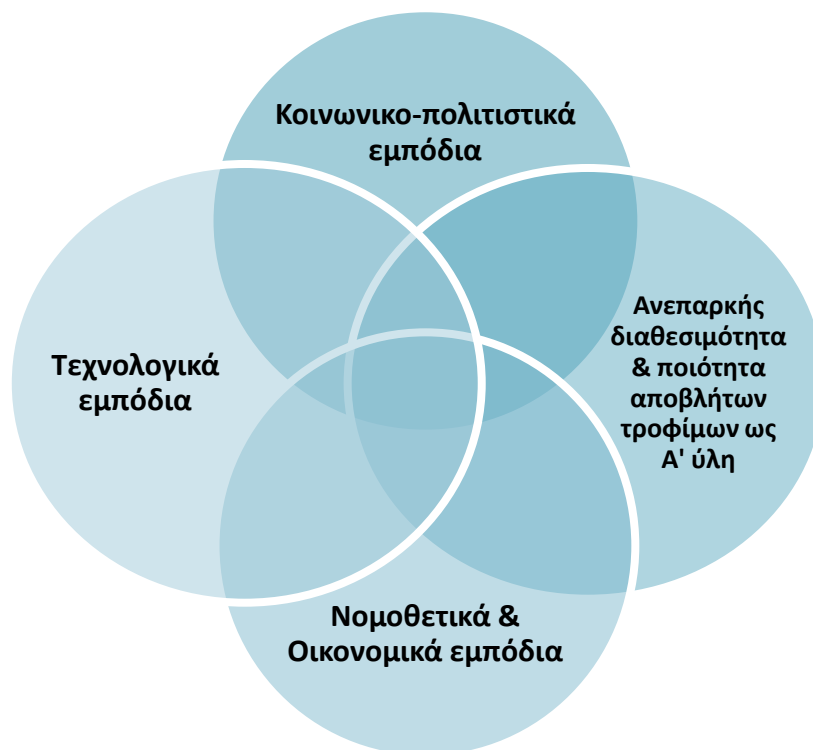 Κοινωνικο-πολιτιστικά
εμπόδια
Ανεπαρκής
διαθεσιμότητα
& ποιότητα
αποβλήτων
τροφίμων ως
Α' ύλη
Τεχνολογικά
εμπόδια
Νομοθετικά &
Οικονομικά εμπόδια